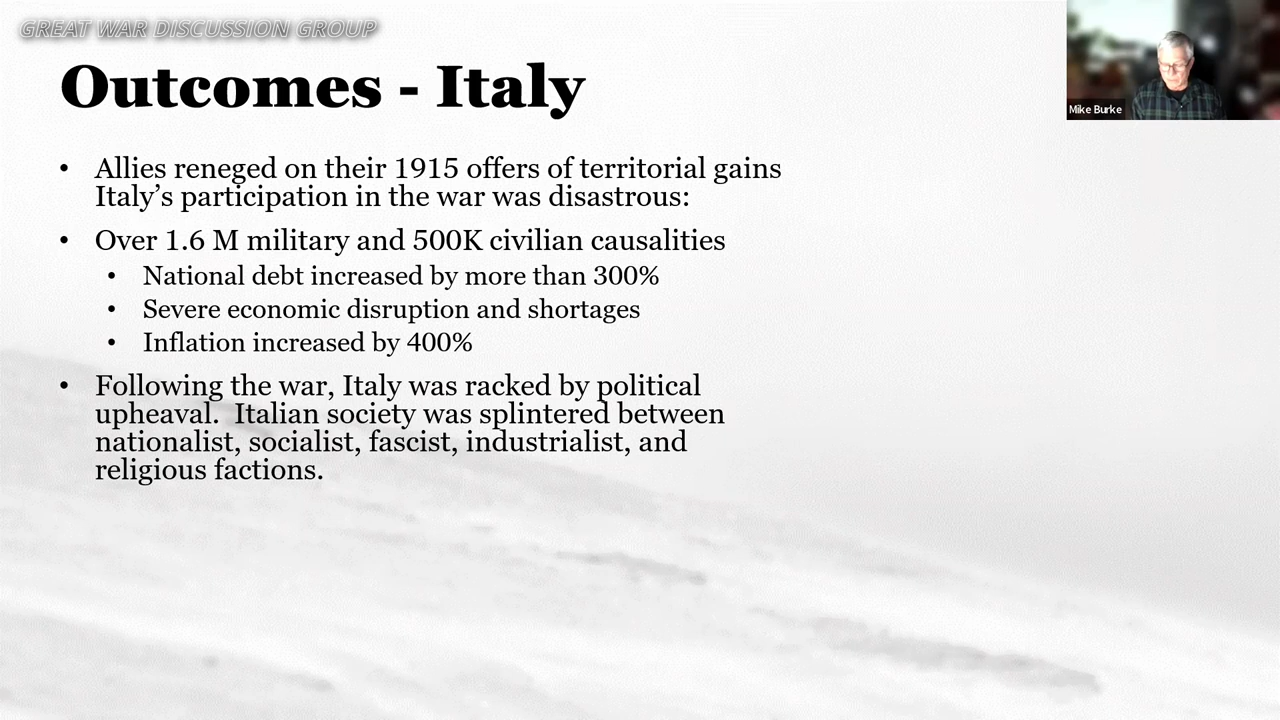 GREAT WAR DISCUSSION GROUP
Outcomes - Italy
Mike Burke
• Allies reneged on their 1915 offers of territorial gains
Italy’s participation in the war was disastrous:
• Over 1.6 M military and 500K civilian causalities
• National debt increased by more than 300%
• Severe economic disruption and shortages
• Inflation increased by 400%
• Following the war, Italy was racked by political
upheaval.  Italian society was splintered between
nationalist, socialist, fascist, industrialist, and
religious factions.